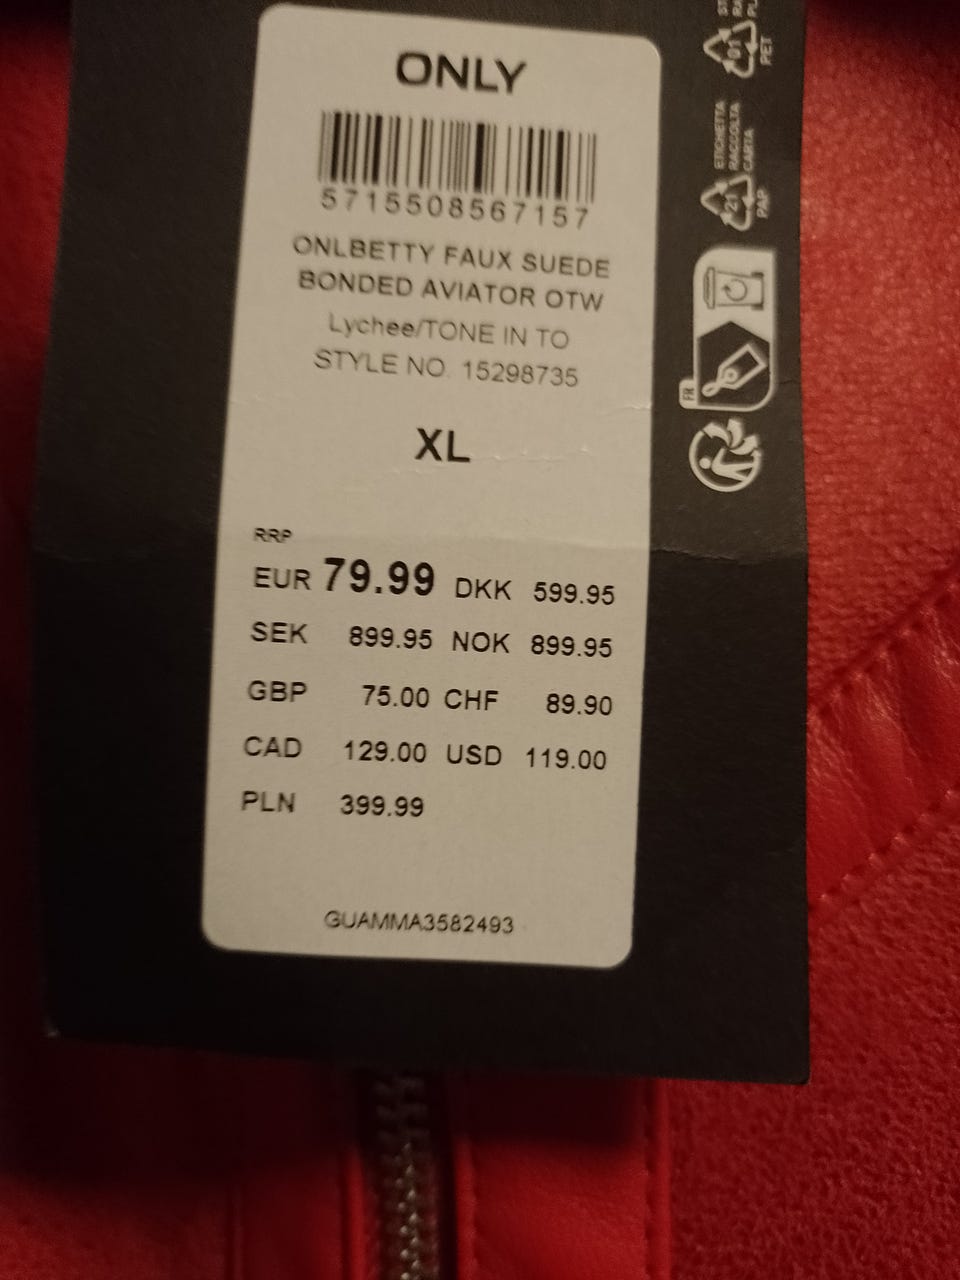 ONLY
5715508567157
ONLBETTY FAUX SUEDE
BONDED AVIATOR OTW
Lychee/TONE IN TO
STYLE NO. 15298735
XL
RRP
EUR 79.99 DKK 599.95
SEK 899.95 NOK 899.95
GBP 75.00 CHF 89.90
CAD 129.00 USD 119.00
PLN 399.99
GUAMMA3582493
01
PET
ETICHETTA
RACCOLTA
CARTA
21
PAP
FR